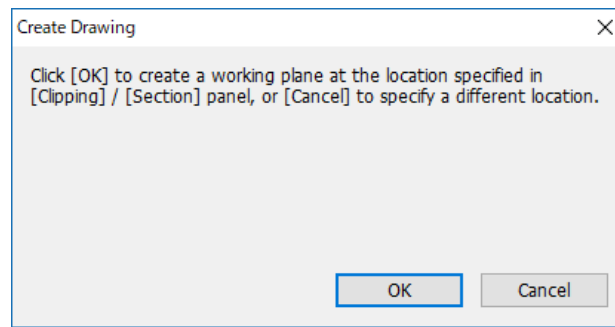 Create Drawing
Click [OK] to create a working plane at the location specified in
[Clipping] / [Section] panel, or [Cancel] to specify a different location.
OK
Cancel